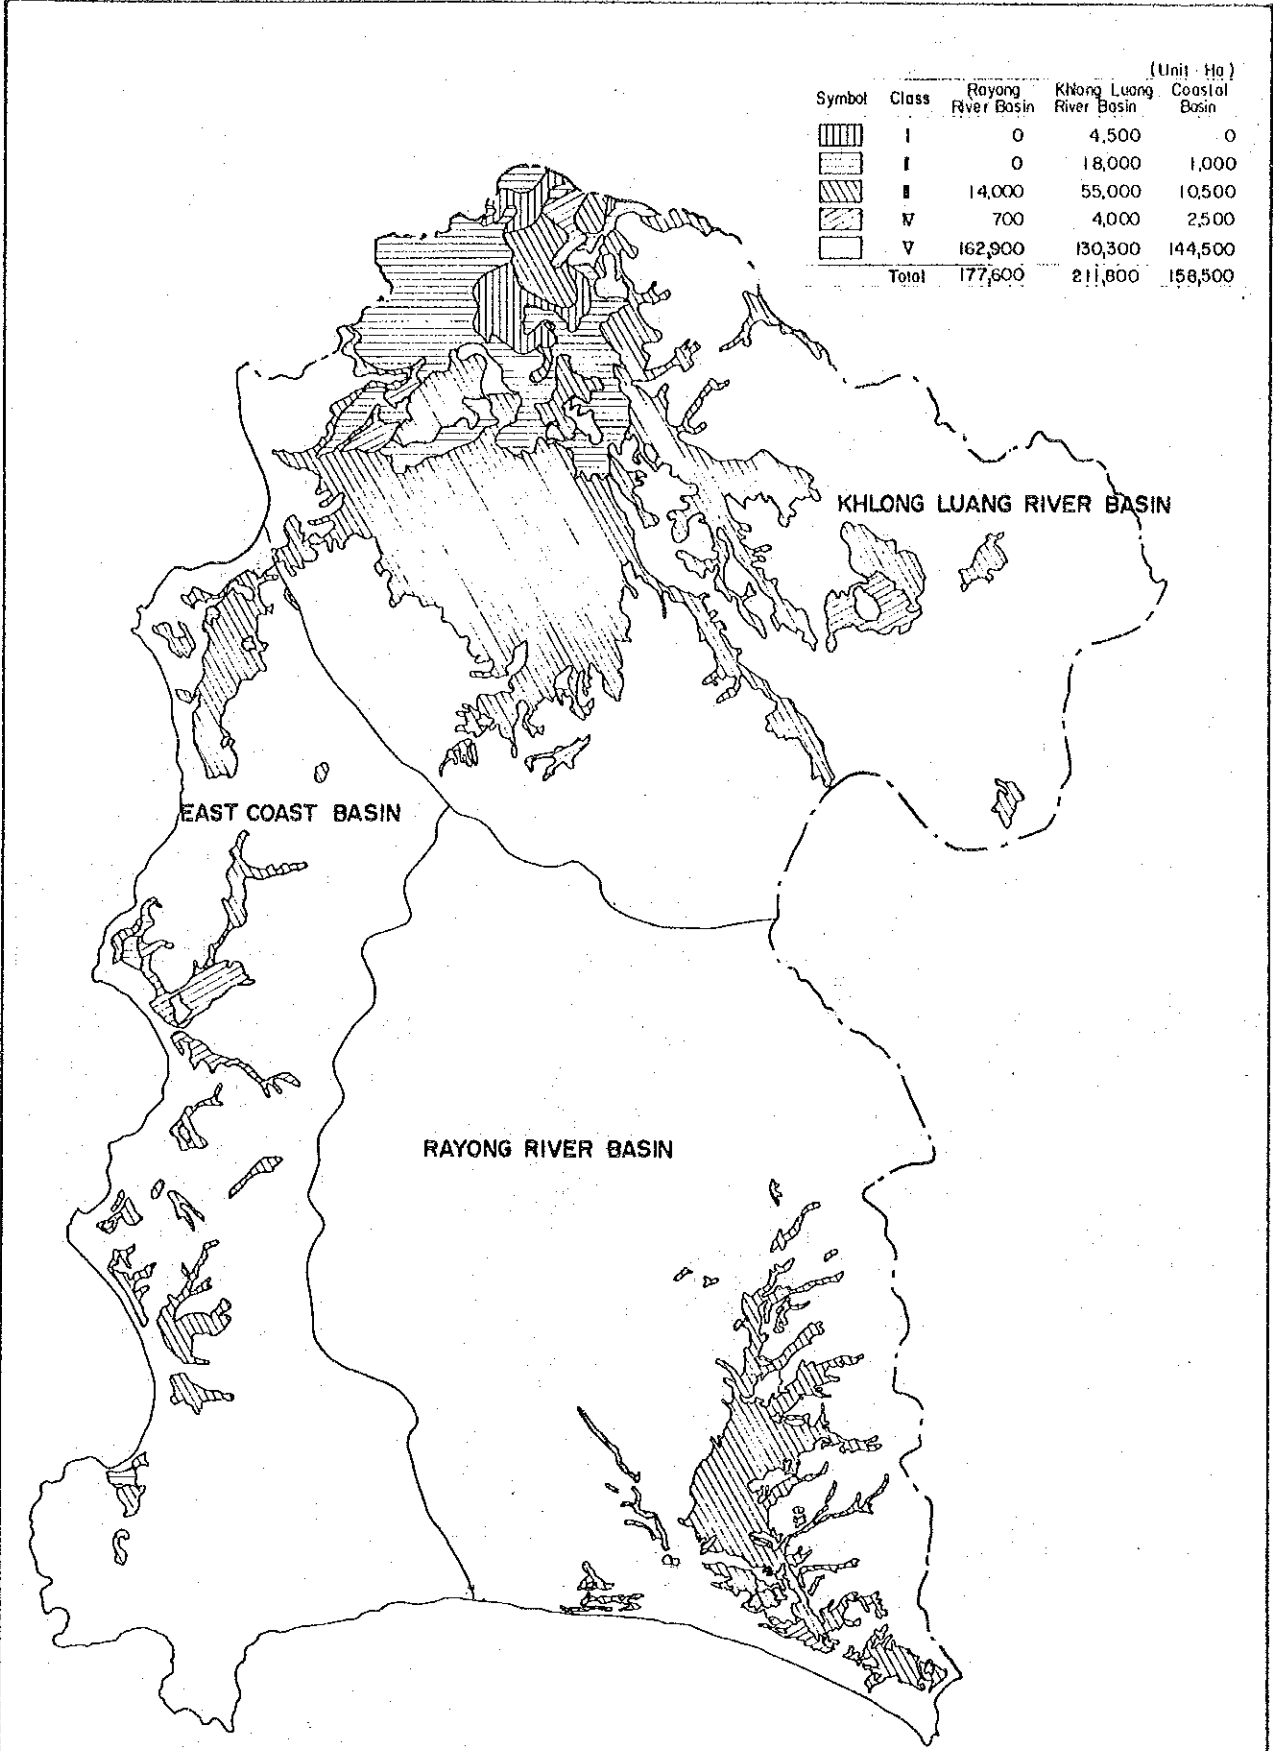 (Unit : Ha)
Symbol Class Rayong River Basin Khlong Luang River Basin Coastal Basin
I 0 4,500 0
II 0 18,000 1,000
III 14,000 55,000 10,500
IV 700 4,000 2,500
V 162,900 130,300 144,500
Total 177,600 211,800 158,500
KHLONG LUANG RIVER BASIN
EAST COAST BASIN
RAYONG RIVER BASIN